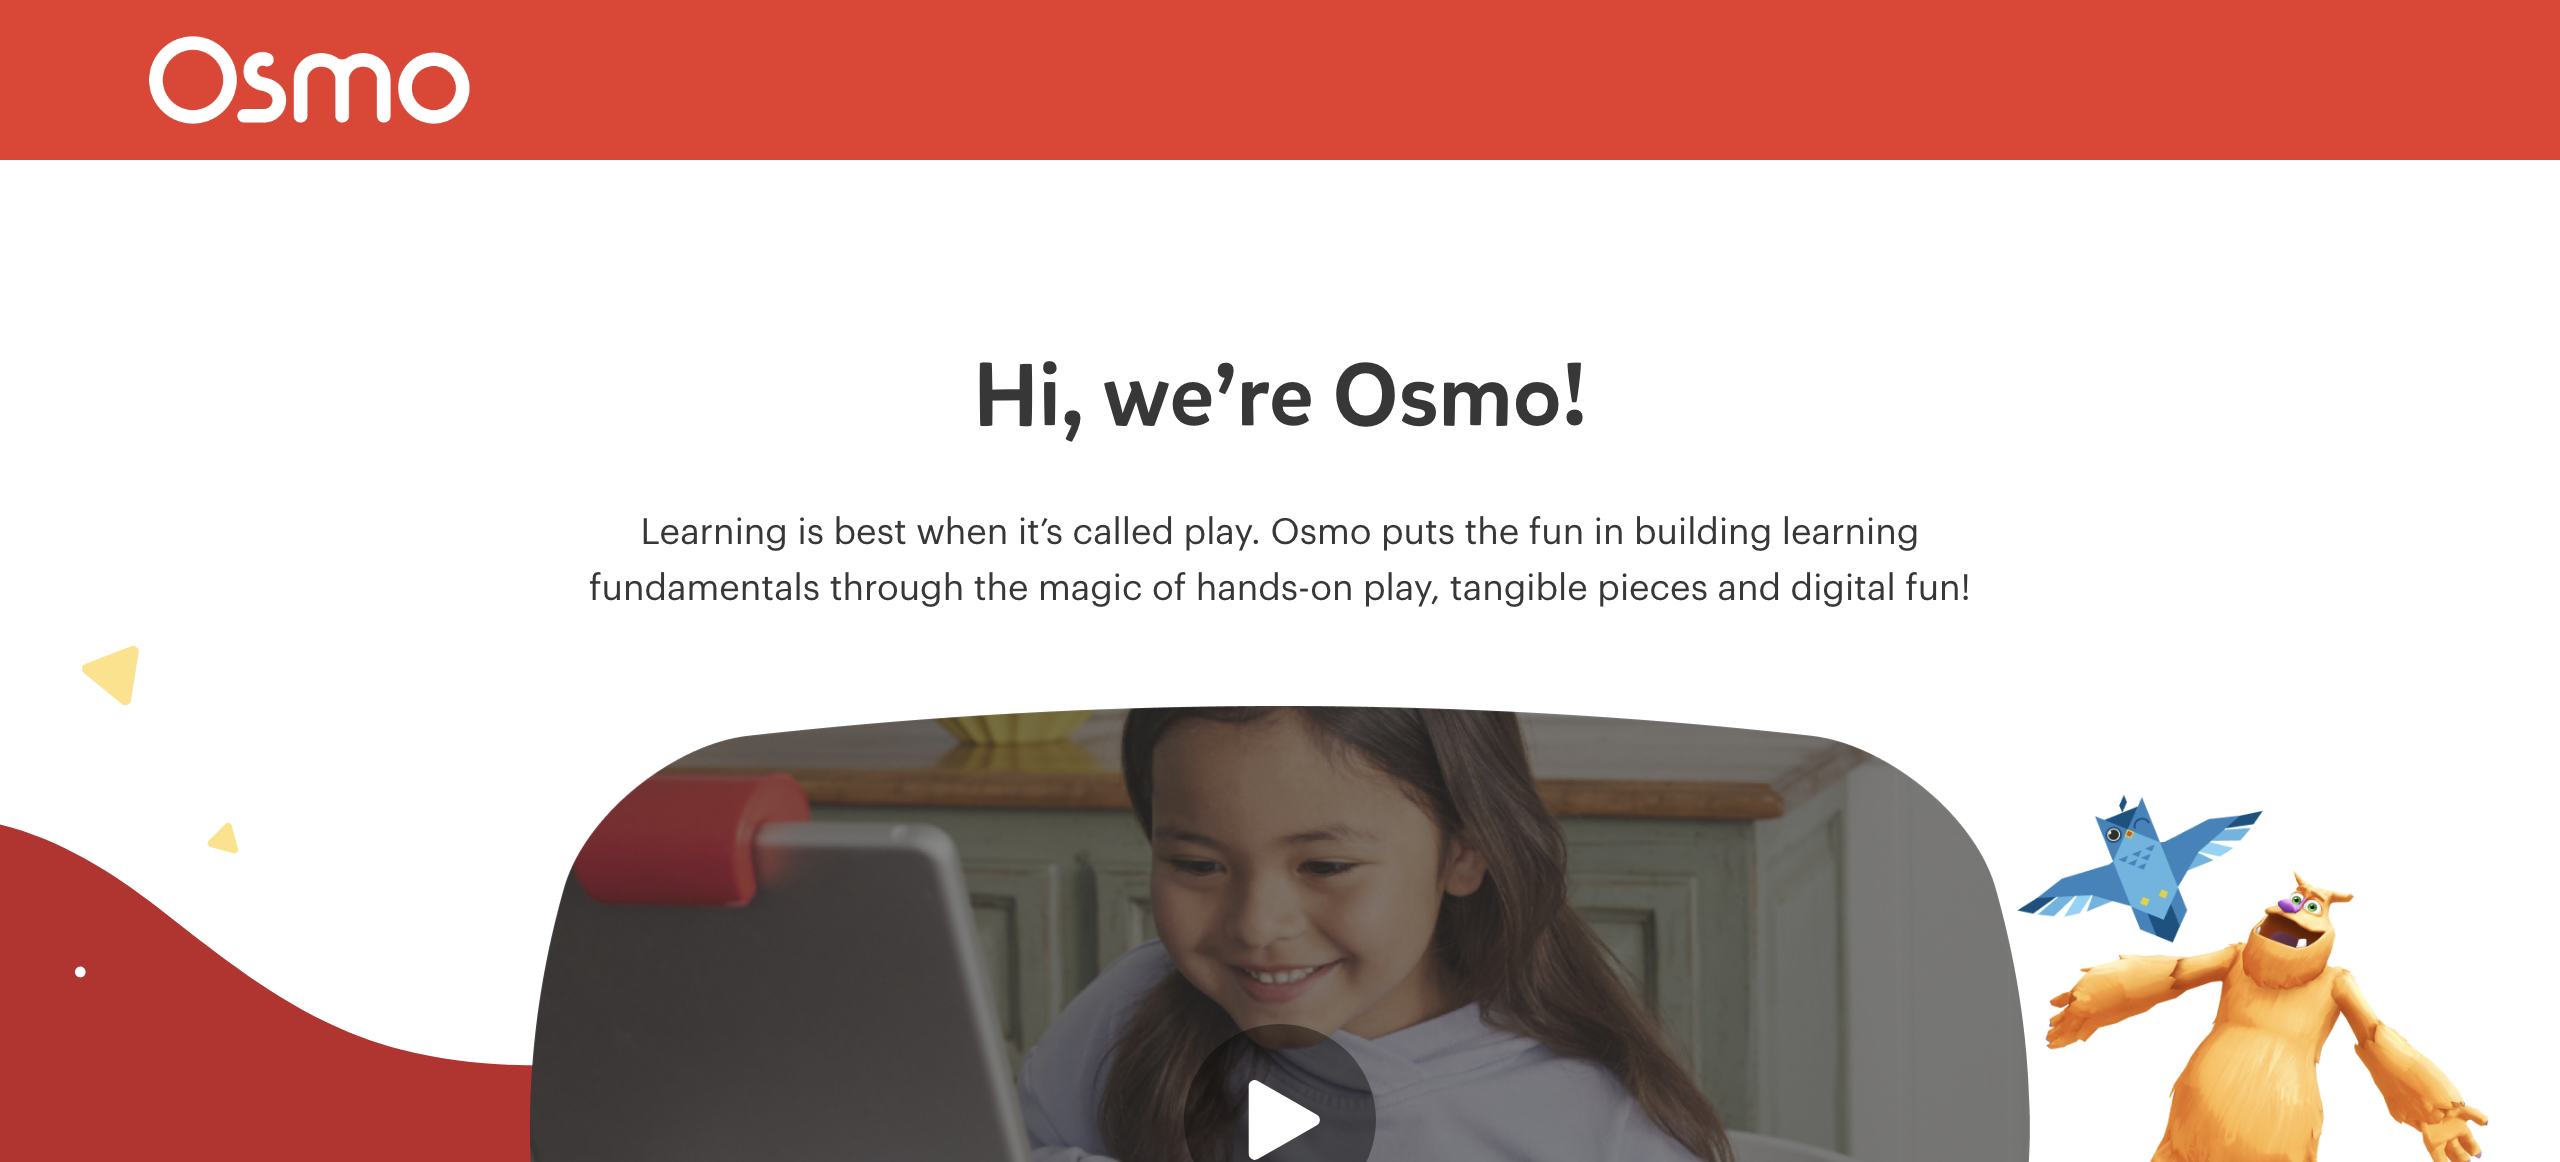 Osmo
Hi, we’re Osmo!
Learning is best when it’s called play. Osmo puts the fun in building learning
fundamentals through the magic of hands-on play, tangible pieces and digital fun!